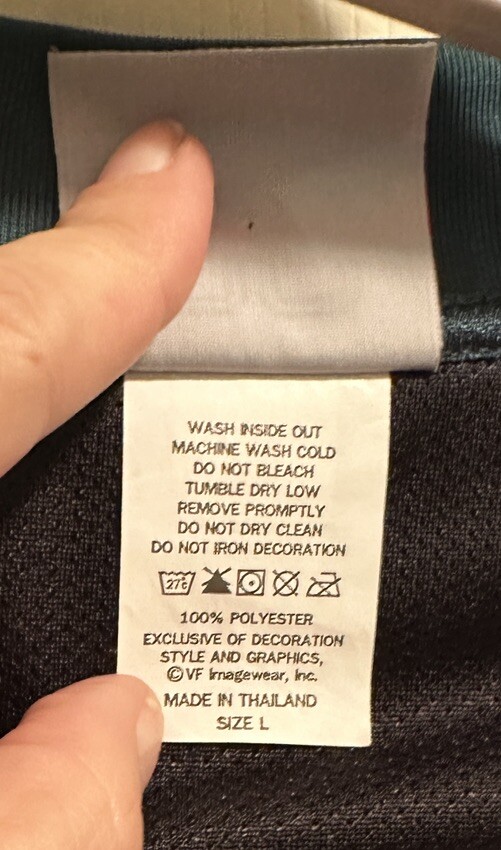 WASH INSIDE OUT
MACHINE WASH COLD
DO NOT BLEACH
TUMBLE DRY LOW
REMOVE PROMPTLY
DO NOT DRY CLEAN
DO NOT IRON DECORATION
27c
100% POLYESTER
EXCLUSIVE OF DECORATION
STYLE AND GRAPHICS,
©VF Imagewear, Inc.
MADE IN THAILAND
SIZE L